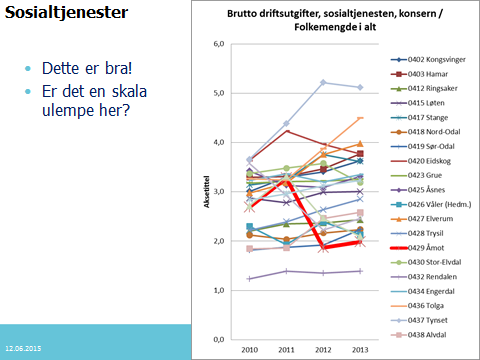 Sosialtjenester
Dette er bra!
Er det en skala
ulempe her?
12.06.2015
Brutto driftsutgifter, sosialtjenesten, konsern /
Folkemengde i alt
6,0
5,0
4,0
3,0
2,0
1,0
0,0
Aksetittel
2010 2011 2012 2013
0402 Kongsvinger
0403 Hamar
0412 Ringsaker
0415 Løten
0417 Stange
0418 Nord-Odal
0419 Sør-Odal
0420 Eidskog
0423 Grue
0425 Åsnes
0426 Våler (Hedm.)
0427 Elverum
0428 Trysil
0429 Åmot
0430 Stor-Elvdal
0432 Rendalen
0434 Engerdal
0436 Tolga
0437 Tynset
0438 Alvdal